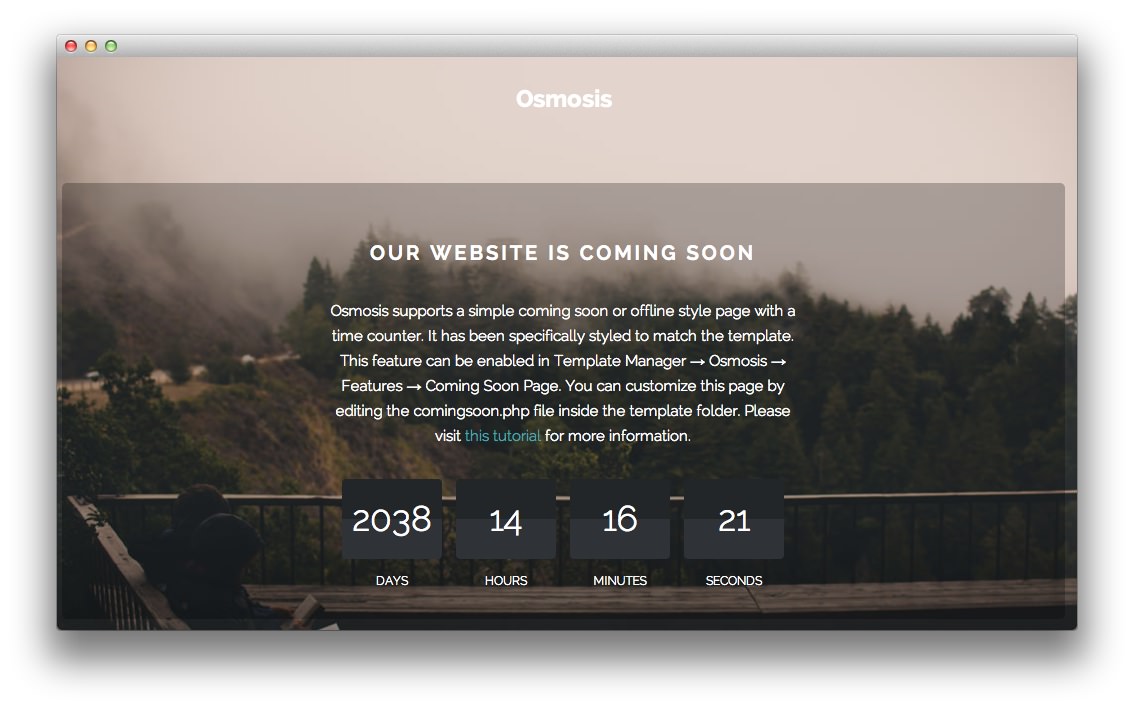 Osmosis
OUR WEBSITE IS COMING SOON
Osmosis supports a simple coming soon or offline style page with a
time counter. It has been specifically styled to match the template.
This feature can be enabled in Template Manager → Osmosis →
Features → Coming Soon Page. You can customize this page by
editing the comingsoon.php file inside the template folder. Please
visit this tutorial for more information.
2038 14 16 21
DAYS HOURS MINUTES SECONDS